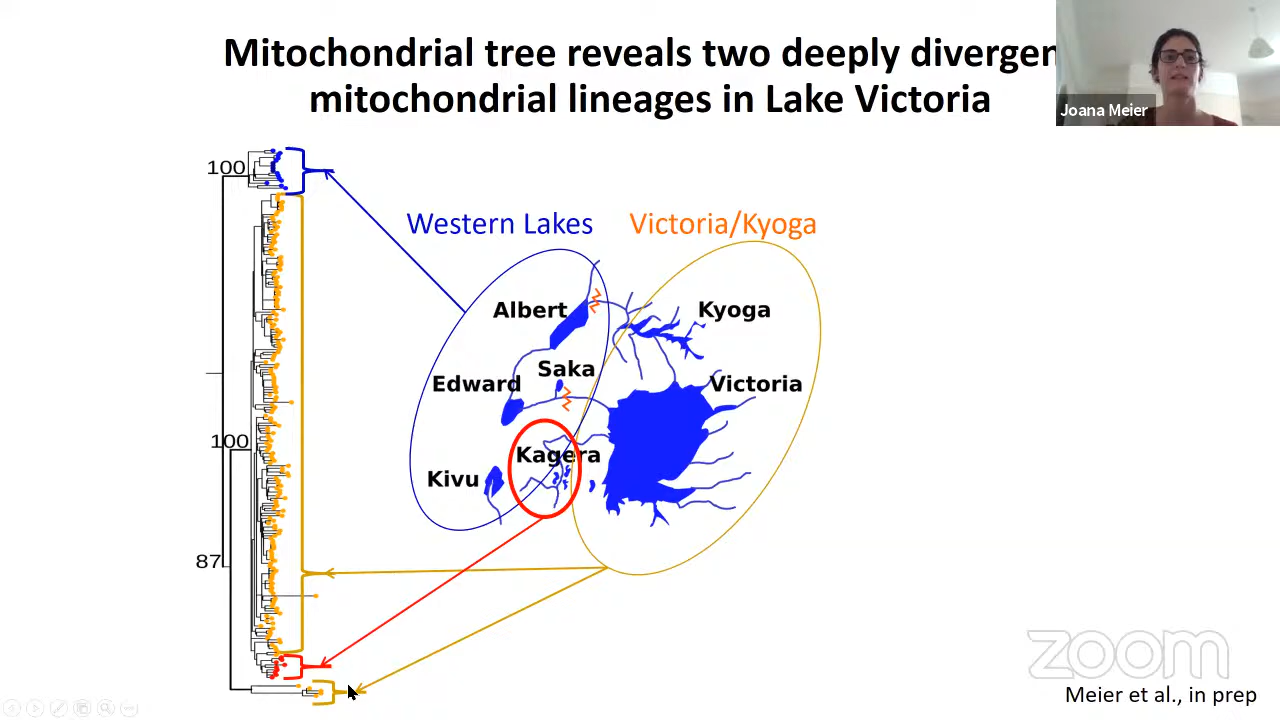 Mitochondrial tree reveals two deeply divergen
mitochondrial lineages in Lake Victoria
Joana Meier
100
Western Lakes
Victoria/Kyoga
Albert
Kyoga
Saka
Edward
Victoria
100
Kagera
Kivu
87
zoom
Meier et al., in prep